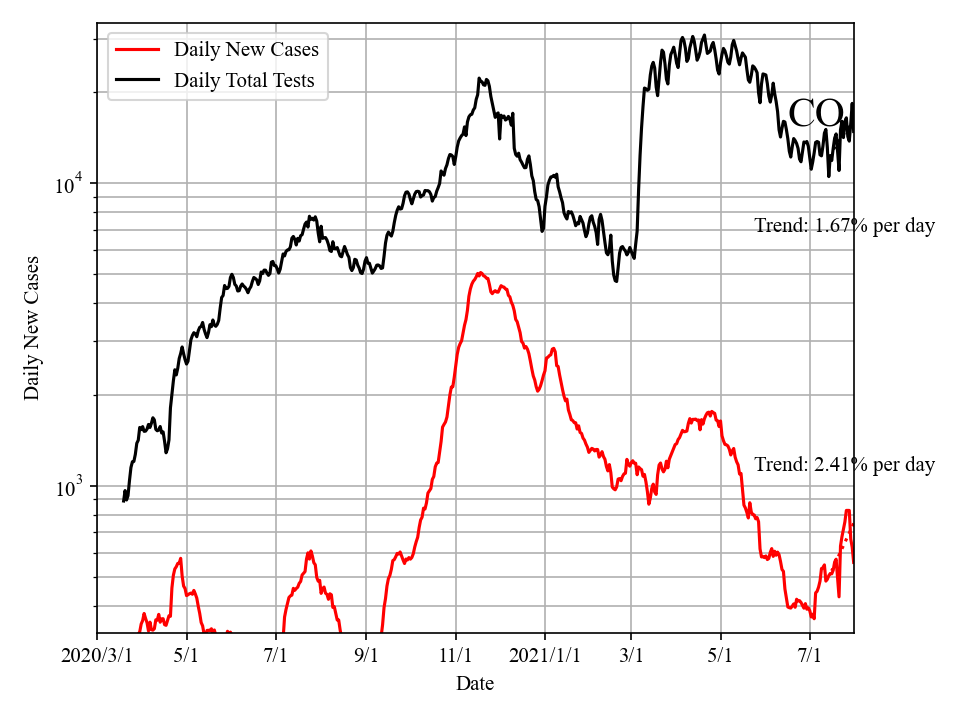 Daily New Cases
Daily Total Tests
CO
10^4
Trend: 1.67% per day
Daily New Cases
Trend: 2.41% per day
10^3
2020/3/1 5/1 7/1 9/1 11/1 2021/1/1 3/1 5/1 7/1
Date